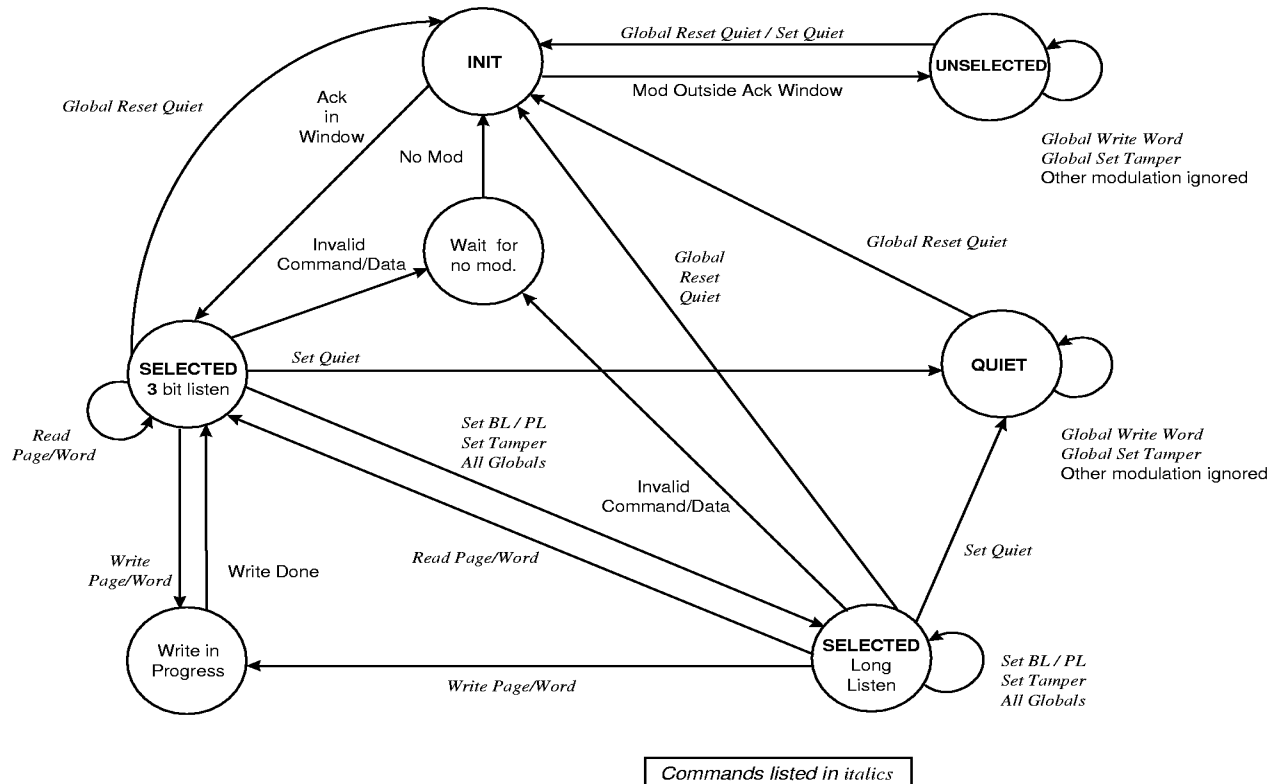 Global Reset Quiet / Set Quiet
INIT
UNSELECTED
Mod Outside Ack Window
Global Reset Quiet
Ack
in
Window
No Mod
Global Write Word
Global Set Tamper
Other modulation ignored
Invalid
Command/Data
Wait for
no mod.
Global
Reset
Quiet
Global Reset Quiet
SELECTED
3 bit listen
Set Quiet
QUIET
Read
Page/Word
Set BL / PL
Set Tamper
All Globals
Global Write Word
Global Set Tamper
Other modulation ignored
Invalid
Command/Data
Write
Page/Word
Write Done
Read Page/Word
Set Quiet
Write in
Progress
SELECTED
Long
Listen
Write Page/Word
Set BL / PL
Set Tamper
All Globals
Commands listed in italics